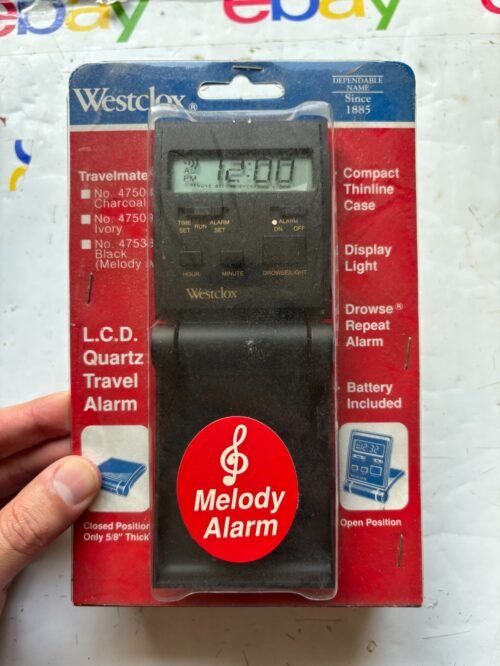 ebay
ebay
Westclox®
DEPENDABLE
NAME
Since
1885
Travelmate
No. 4750
Charcoal
No. 4750
Ivory
No. 4753
Black
(Melody A
L.C.D.
Quartz
Travel
Alarm
Closed Position
Only 5/8" Thick
12:00
TIME SET
RUN
ALARM SET
ALARM
ON OFF
HOUR
MINUTE
DROWSE/LIGHT
Westclox
Melody
Alarm
Compact
Thinline
Case
Display
Light
Drowse®
Repeat
Alarm
Battery
Included
12:32
Open Position